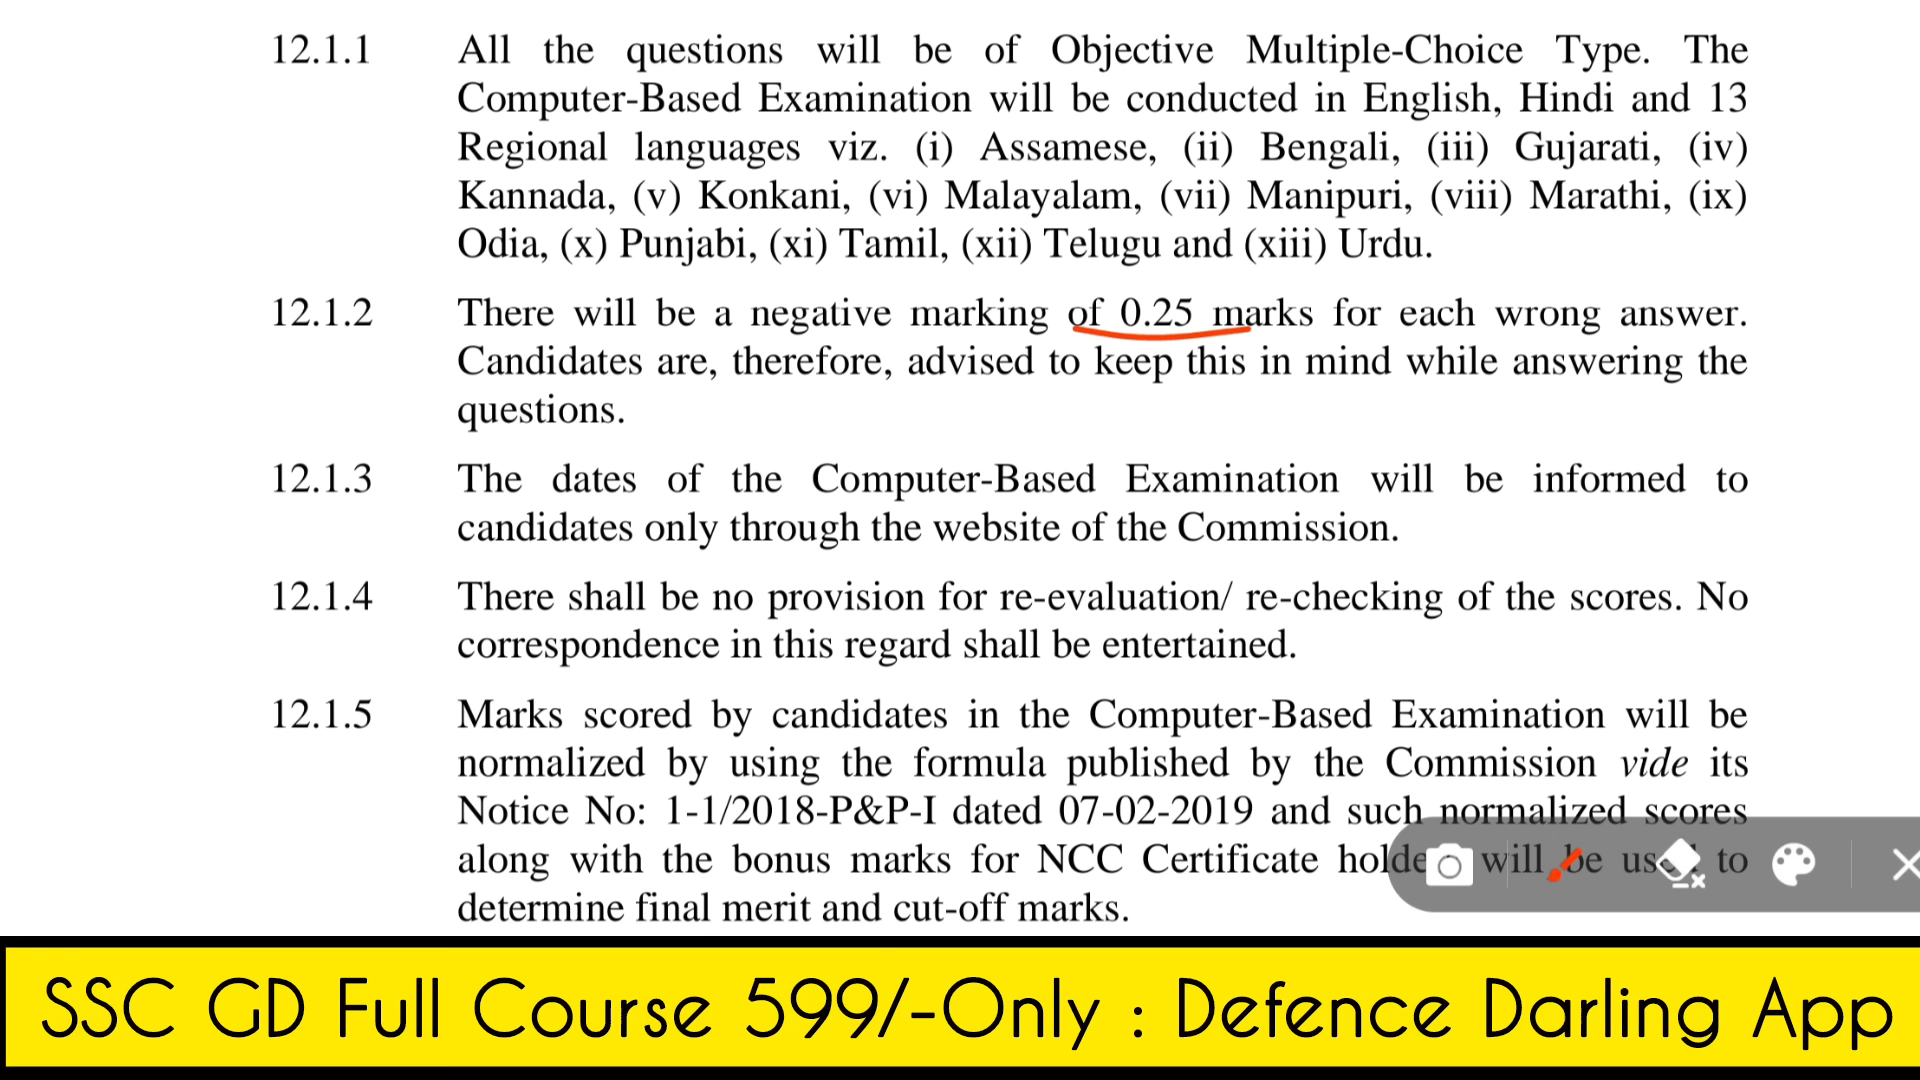 12.1.1 All the questions will be of Objective Multiple-Choice Type. The
Computer-Based Examination will be conducted in English, Hindi and 13
Regional languages viz. (i) Assamese, (ii) Bengali, (iii) Gujarati, (iv)
Kannada, (v) Konkani, (vi) Malayalam, (vii) Manipuri, (viii) Marathi, (ix)
Odia, (x) Punjabi, (xi) Tamil, (xii) Telugu and (xiii) Urdu.
12.1.2 There will be a negative marking of 0.25 marks for each wrong answer.
Candidates are, therefore, advised to keep this in mind while answering the
questions.
12.1.3 The dates of the Computer-Based Examination will be informed to
candidates only through the website of the Commission.
12.1.4 There shall be no provision for re-evaluation/ re-checking of the scores. No
correspondence in this regard shall be entertained.
12.1.5 Marks scored by candidates in the Computer-Based Examination will be
normalized by using the formula published by the Commission vide its
Notice No: 1-1/2018-P&P-I dated 07-02-2019 and such normalized scores
along with the bonus marks for NCC Certificate holde will be used to
determine final merit and cut-off marks.
SSC GD Full Course 599/-Only : Defence Darling App